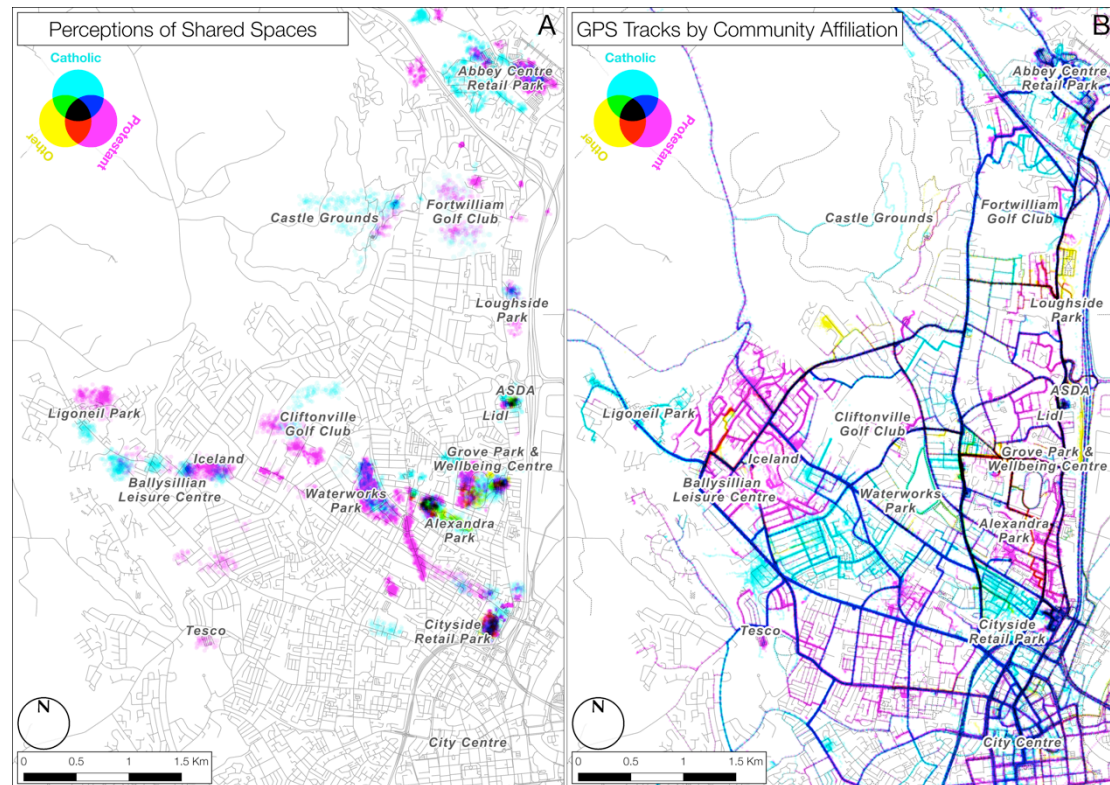 Perceptions of Shared Spaces
A
Catholic
Other
Protestant
Abbey Centre
Retail Park
Castle Grounds
Fortwilliam
Golf Club
Loughside
Park
ASDA
Lidl
Ligoneil Park
Cliftonville
Golf Club
Iceland
Grove Park &
Wellbeing Centre
Ballysillian
Leisure Centre
Waterworks
Park
Alexandra
Park
Tesco
Cityside
Retail Park
City Centre
N
0 0.5 1 1.5 Km
GPS Tracks by Community Affiliation
B
Catholic
Other
Protestant
Abbey Centre
Retail Park
Castle Grounds
Fortwilliam
Golf Club
Loughside
Park
ASDA
Lidl
Ligoneil Park
Cliftonville
Golf Club
Iceland
Grove Park &
Wellbeing Centre
Ballysillian
Leisure Centre
Waterworks
Park
Alexandra
Park
Tesco
Cityside
Retail Park
City Centre
N
0 0.5 1 1.5 Km